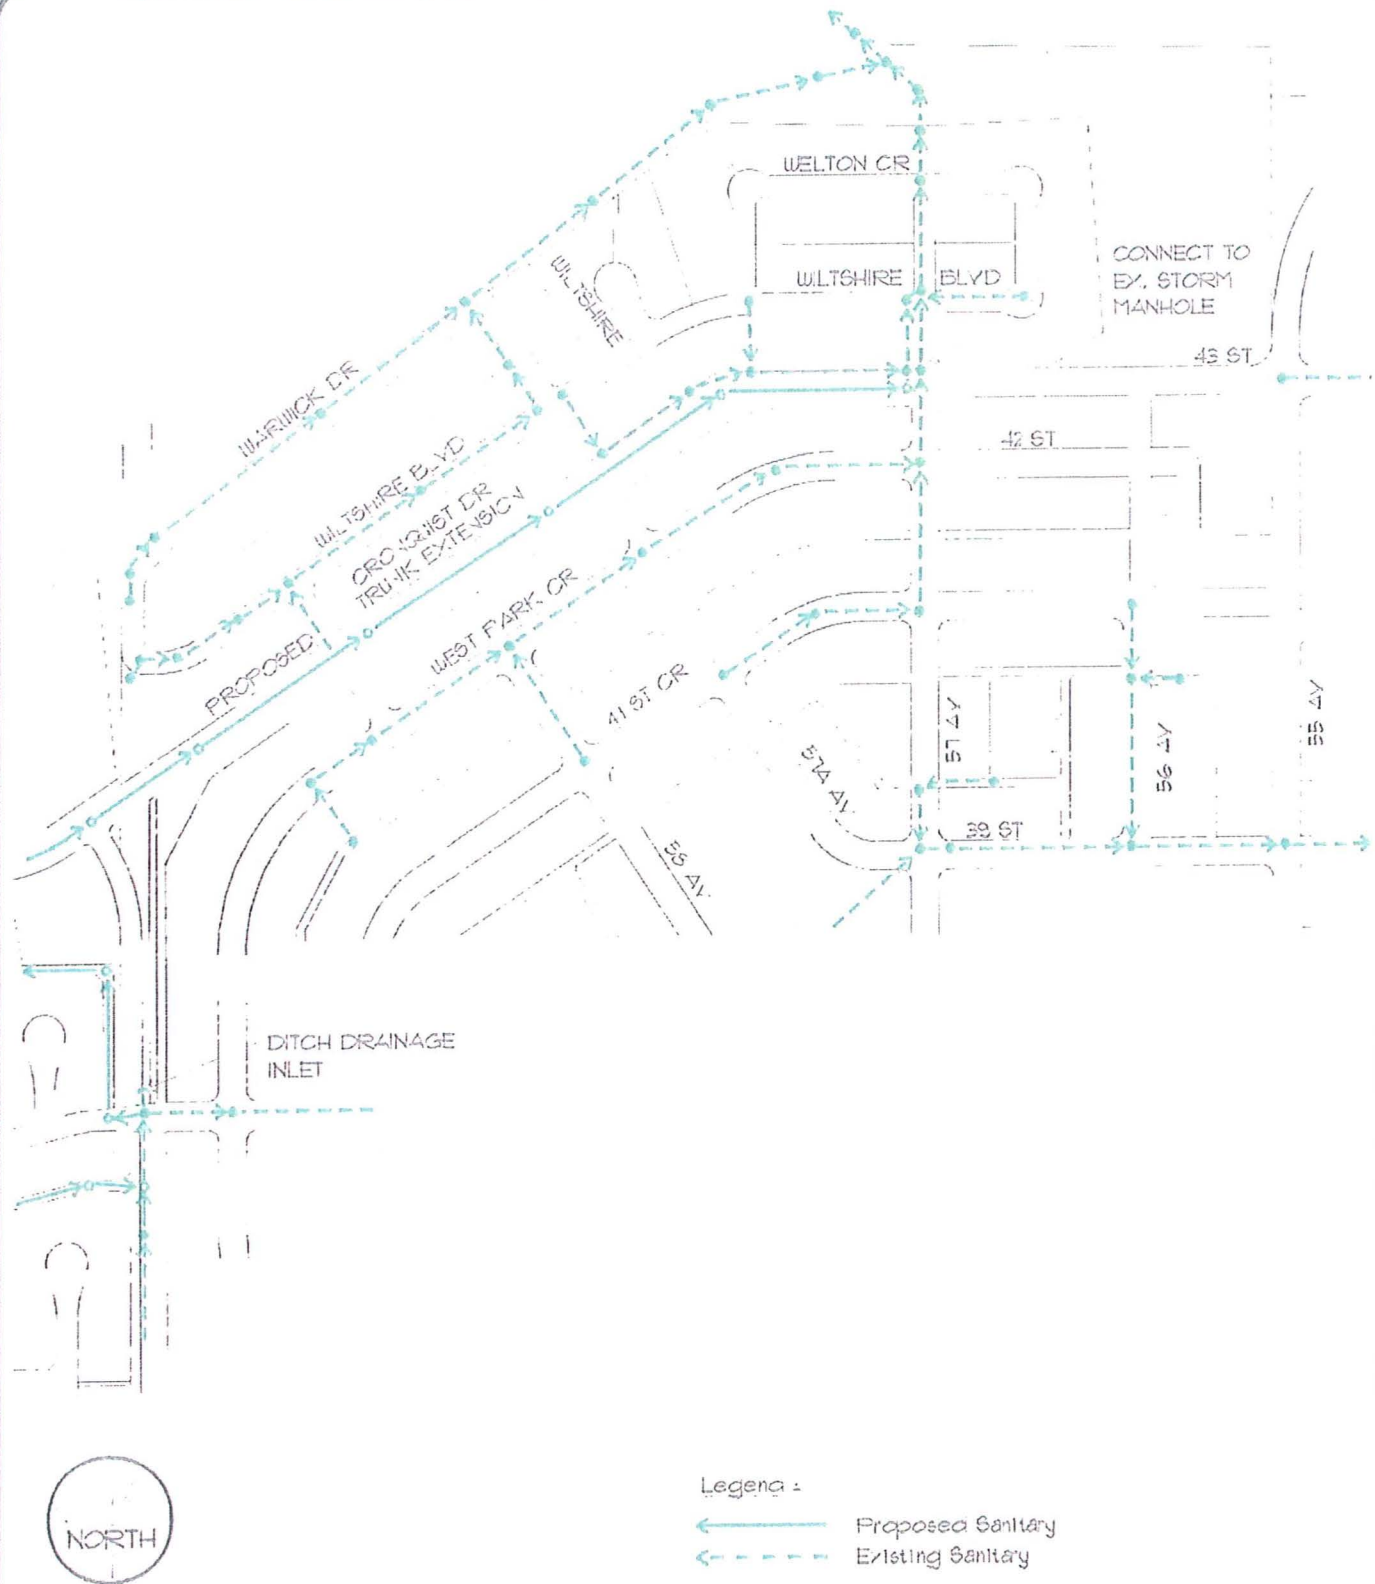 WELTON CR
WILTSHIRE BLVD
CONNECT TO
EX. STORM
MANHOLE
WILTSHIRE
43 ST
WARWICK DR
42 ST
WILTSHIRE BLVD
CRONQUIST DR
TRUNK EXTENSION
WEST PARK CR
PROPOSED
41 ST CR
57 AV
56 AV
55 AV
57A AV
39 ST
58 AV
DITCH DRAINAGE
INLET
NORTH
Legend :
Proposed Sanitary
Existing Sanitary